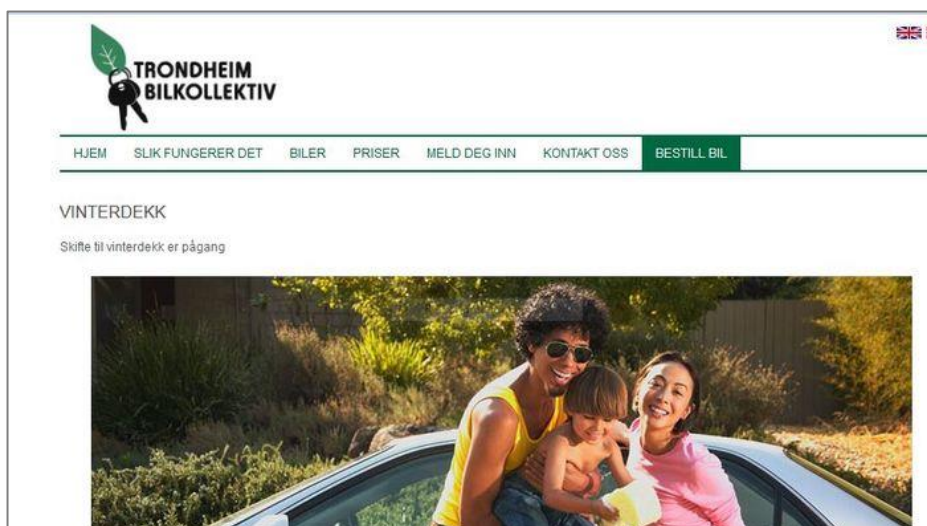 TRONDHEIM
BILKOLLEKTIV
HJEM SLIK FUNGERER DET BILER PRISER MELD DEG INN KONTAKT OSS BESTILL BIL
VINTERDEKK
Skifte til vinterdekk er pågang